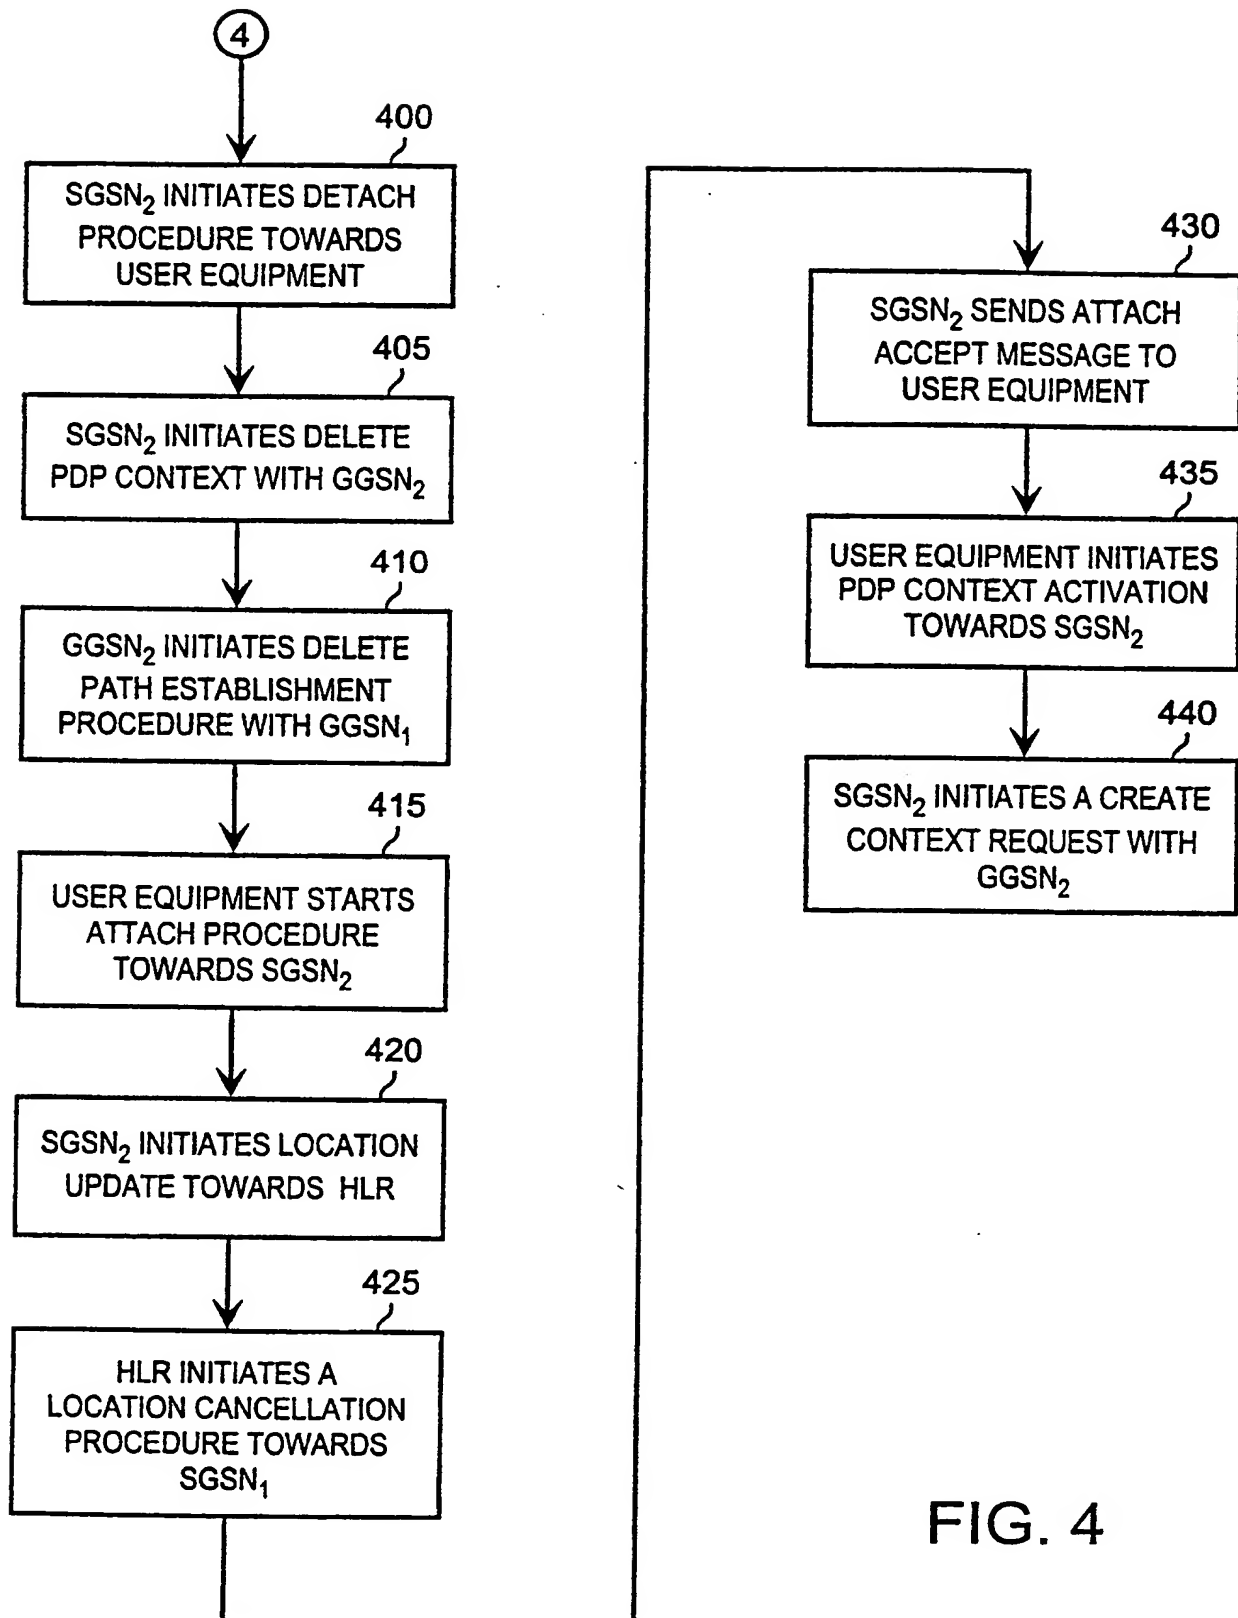 4
400
SGSN₂ INITIATES DETACH
PROCEDURE TOWARDS
USER EQUIPMENT
405
SGSN₂ INITIATES DELETE
PDP CONTEXT WITH GGSN₂
410
GGSN₂ INITIATES DELETE
PATH ESTABLISHMENT
PROCEDURE WITH GGSN₁
415
USER EQUIPMENT STARTS
ATTACH PROCEDURE
TOWARDS SGSN₂
420
SGSN₂ INITIATES LOCATION
UPDATE TOWARDS HLR
425
HLR INITIATES A
LOCATION CANCELLATION
PROCEDURE TOWARDS
SGSN₁
430
SGSN₂ SENDS ATTACH
ACCEPT MESSAGE TO
USER EQUIPMENT
435
USER EQUIPMENT INITIATES
PDP CONTEXT ACTIVATION
TOWARDS SGSN₂
440
SGSN₂ INITIATES A CREATE
CONTEXT REQUEST WITH
GGSN₂
FIG. 4